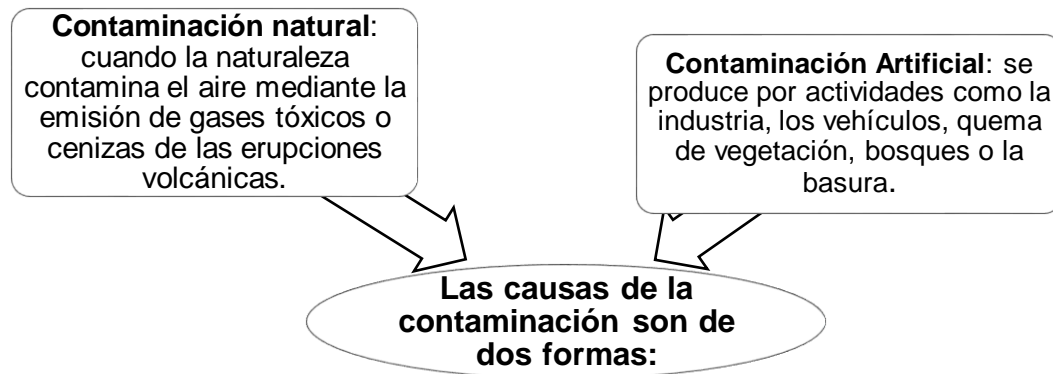 Contaminación natural:
cuando la naturaleza
contamina el aire mediante la
emisión de gases tóxicos o
cenizas de las erupciones
volcánicas.
Contaminación Artificial: se
produce por actividades como la
industria, los vehículos, quema
de vegetación, bosques o la
basura.
Las causas de la
contaminación son de
dos formas: